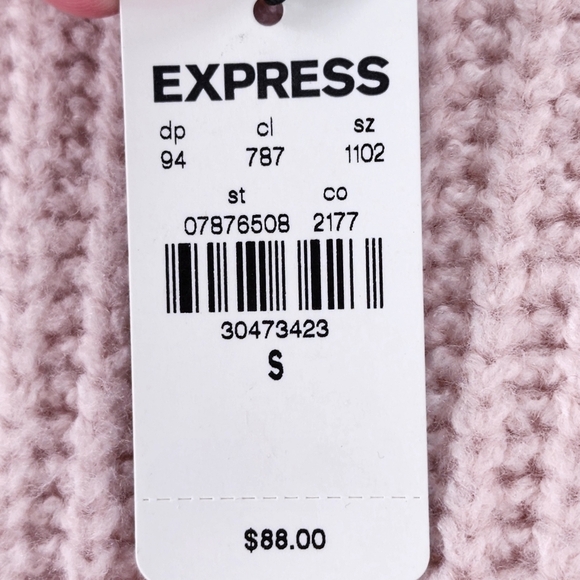 EXPRESS
dp cl sz
94 787 1102
st co
07876508 2177
30473423
S
$88.00